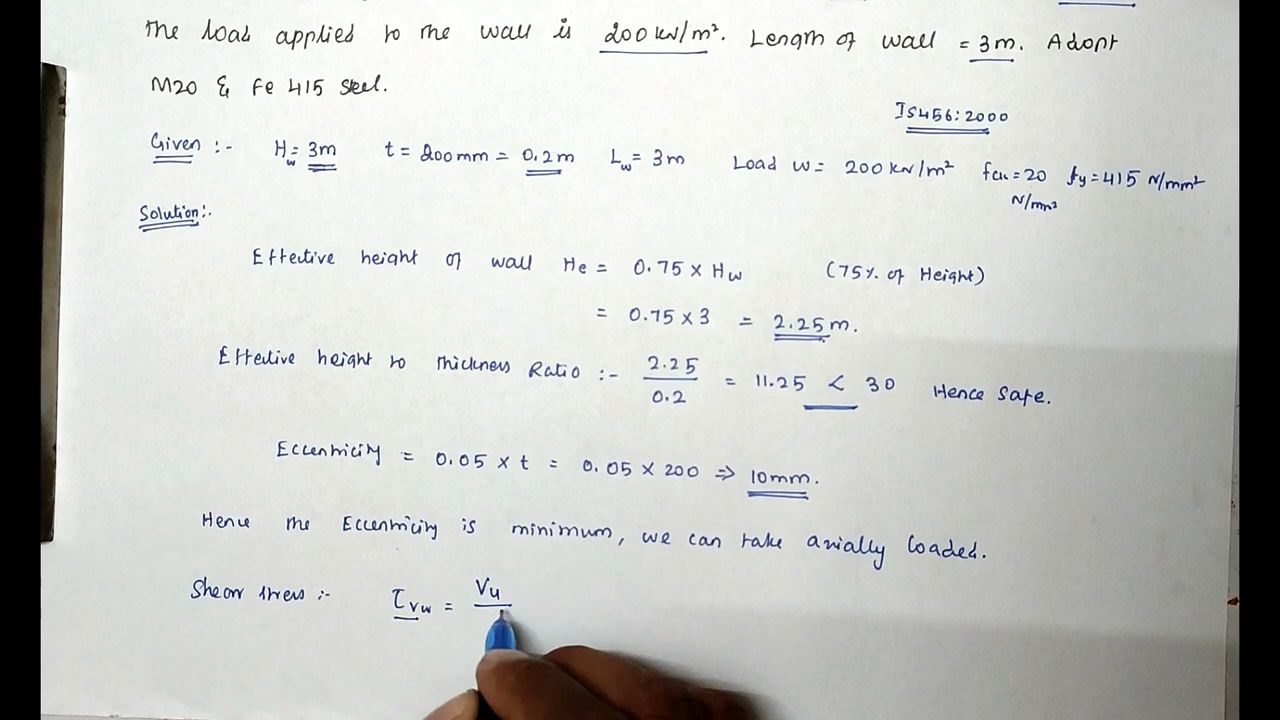 The load applied to the wall is 200 kN/m². Length of wall = 3m. Adopt
M20 & Fe 415 steel.
IS456:2000
Given :- Hw = 3m t = 200mm = 0.2m Lw = 3m Load w = 200 kN/m² fck = 20 N/mm² fy = 415 N/mm²
Solution:-
Effective height of wall He = 0.75 × Hw (75% of Height)
= 0.75 × 3 = 2.25m.
Effective height to thickness Ratio :- 2.25/0.2 = 11.25 < 30 Hence safe.
Eccentricity = 0.05 × t = 0.05 × 200 ⇒ 10mm.
Hence the Eccentricity is minimum, we can take axially loaded.
Shear stress :- τvw = Vu